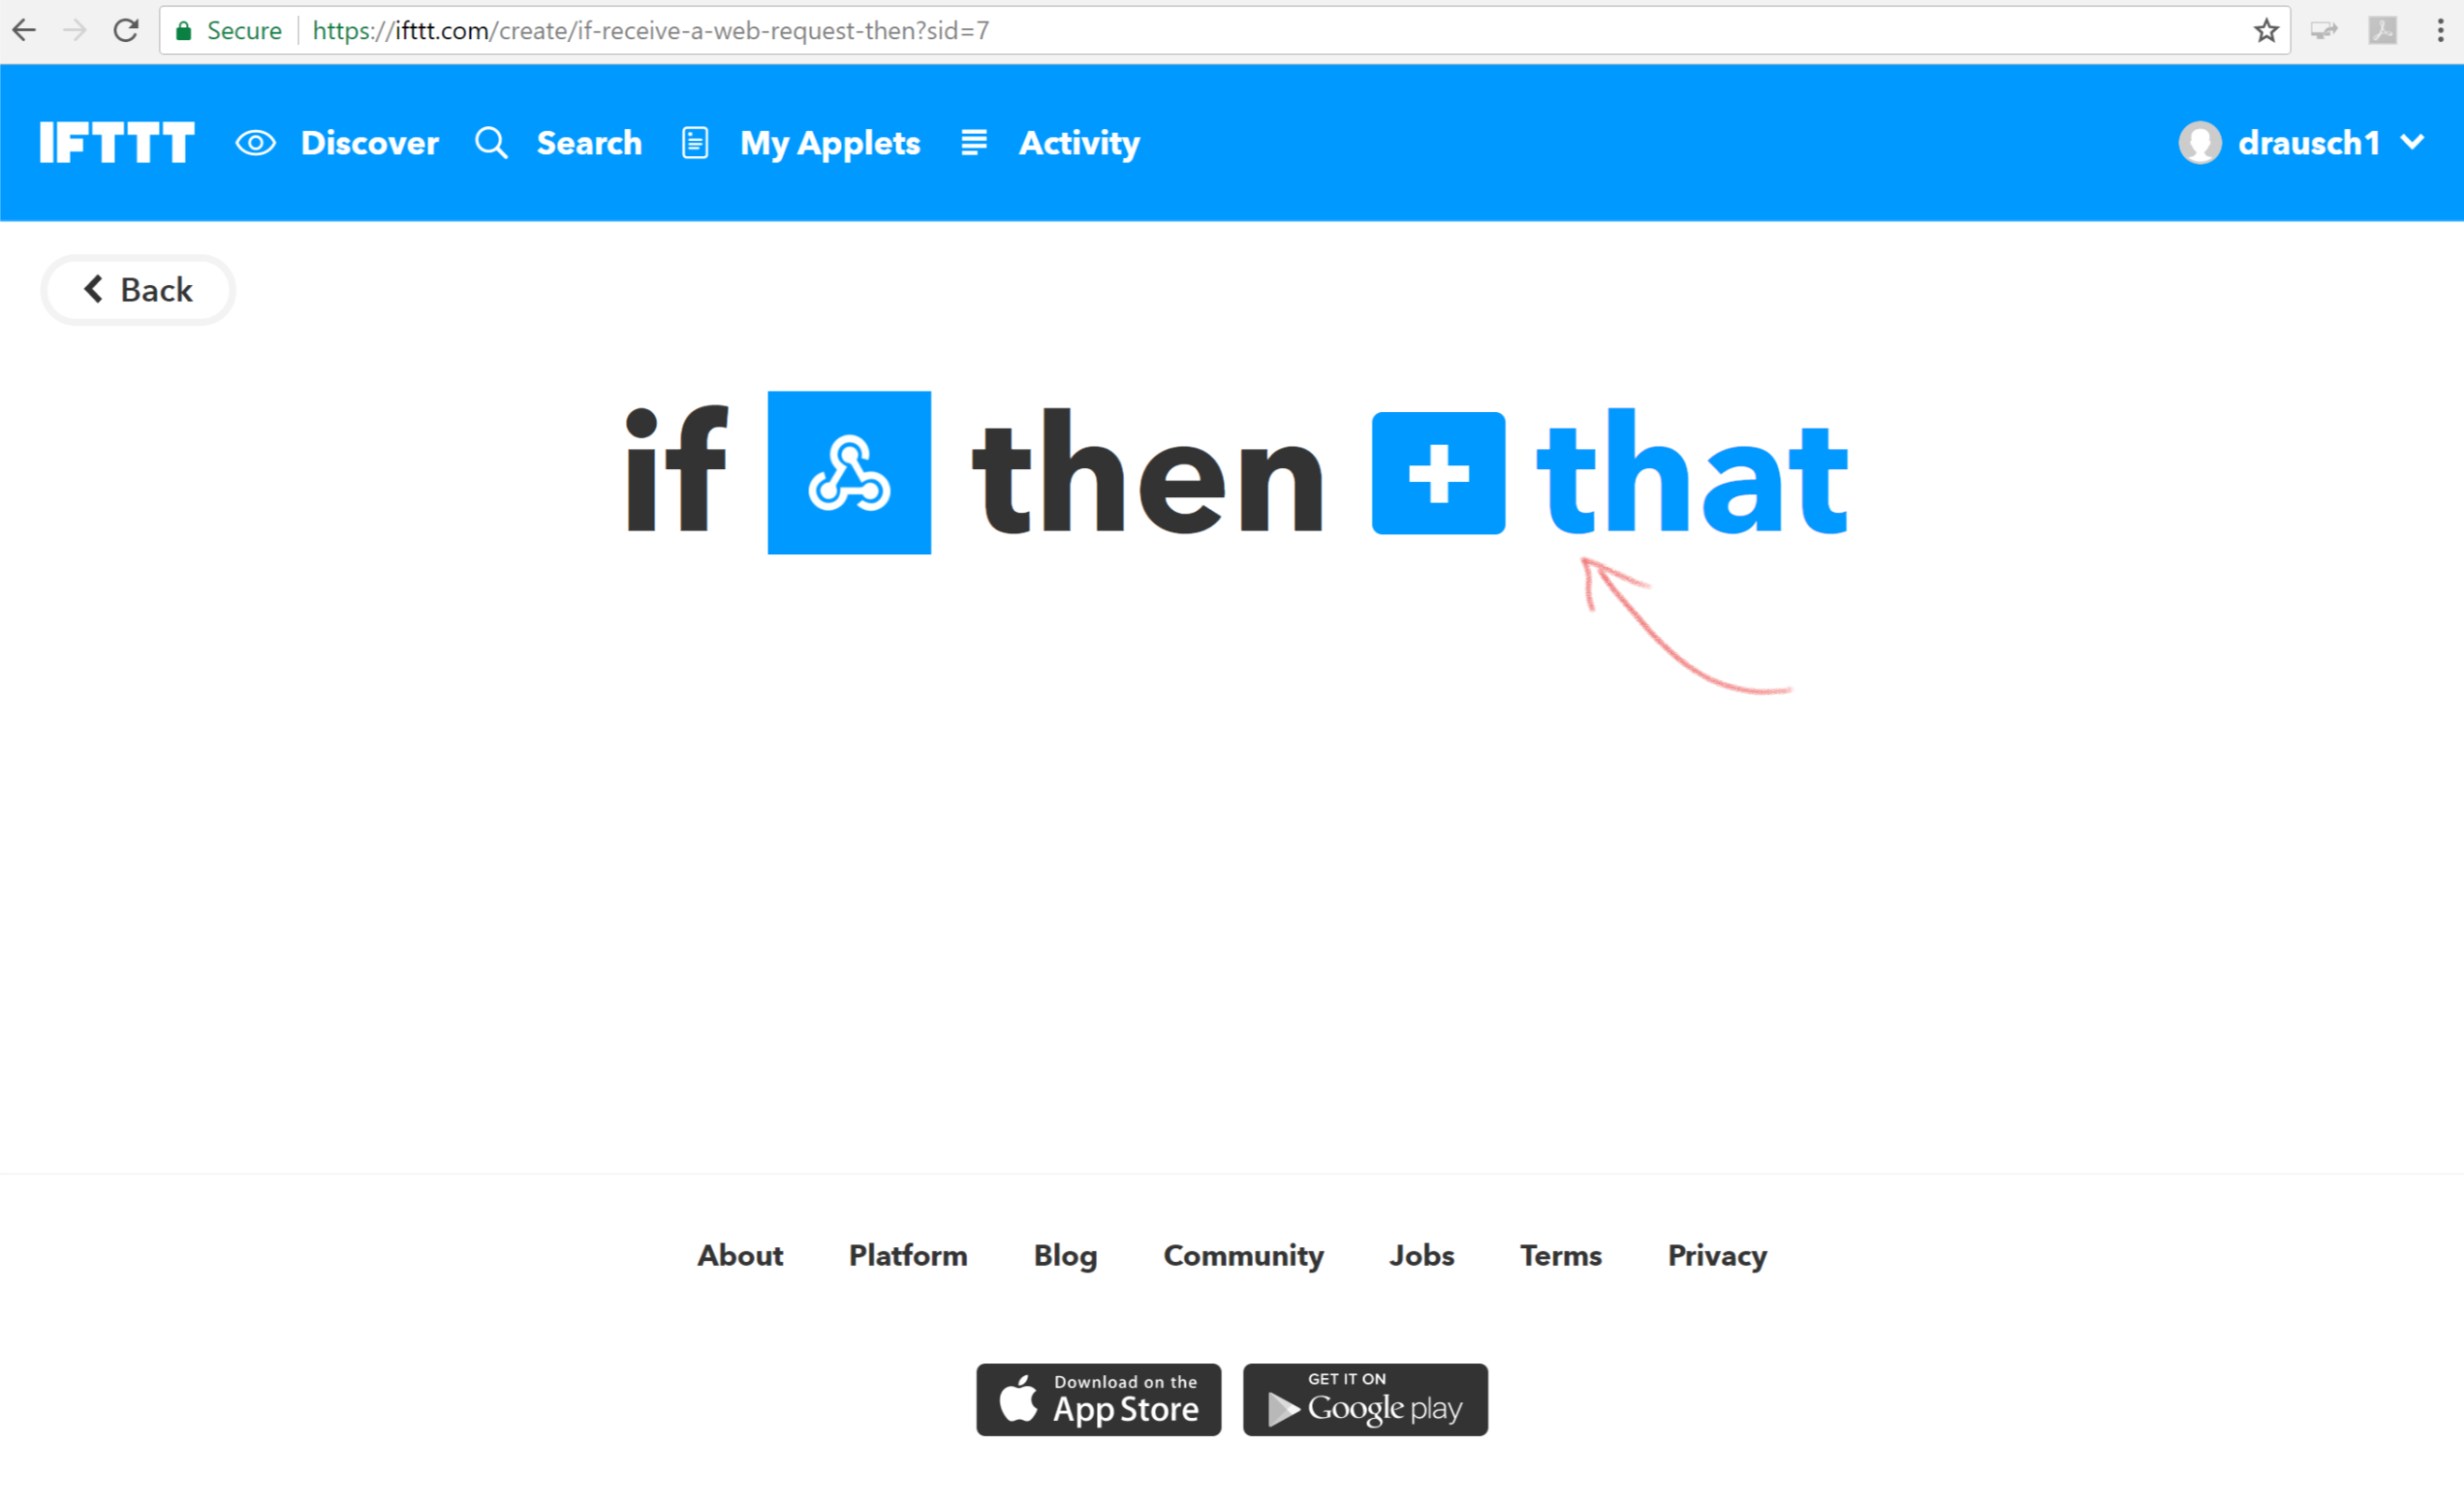 Secure https://ifttt.com/create/if-receive-a-web-request-then?sid=7
IFTTT Discover Search My Applets Activity drausch1
Back
if then + that
About Platform Blog Community Jobs Terms Privacy
Download on the
App Store
GET IT ON
Google play